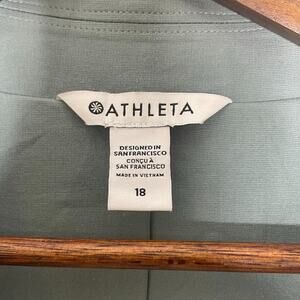 ATHLETA
DESIGNED IN
SAN FRANCISCO
CONÇU À
SAN FRANCISCO
MADE IN VIETNAM
18